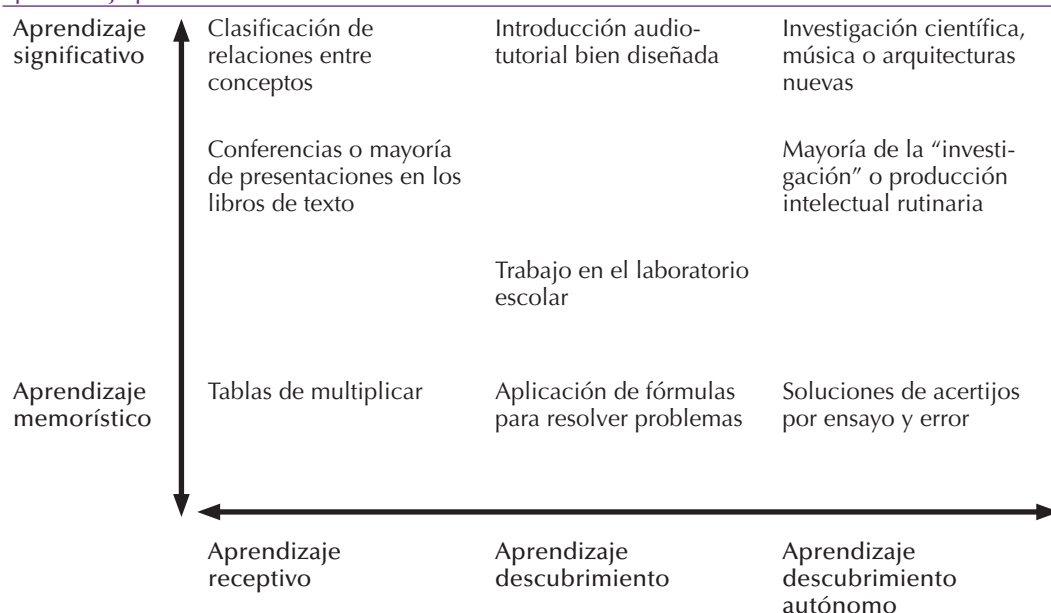 Aprendizaje
significativo
Clasificación de
relaciones entre
conceptos
Introducción audio-
tutorial bien diseñada
Investigación científica,
música o arquitecturas
nuevas
Conferencias o mayoría
de presentaciones en los
libros de texto
Mayoría de la “investi-
gación” o producción
intelectual rutinaria
Trabajo en el laboratorio
escolar
Aprendizaje
memorístico
Tablas de multiplicar
Aplicación de fórmulas
para resolver problemas
Soluciones de acertijos
por ensayo y error
Aprendizaje
receptivo
Aprendizaje
descubrimiento
Aprendizaje
descubrimiento
autónomo